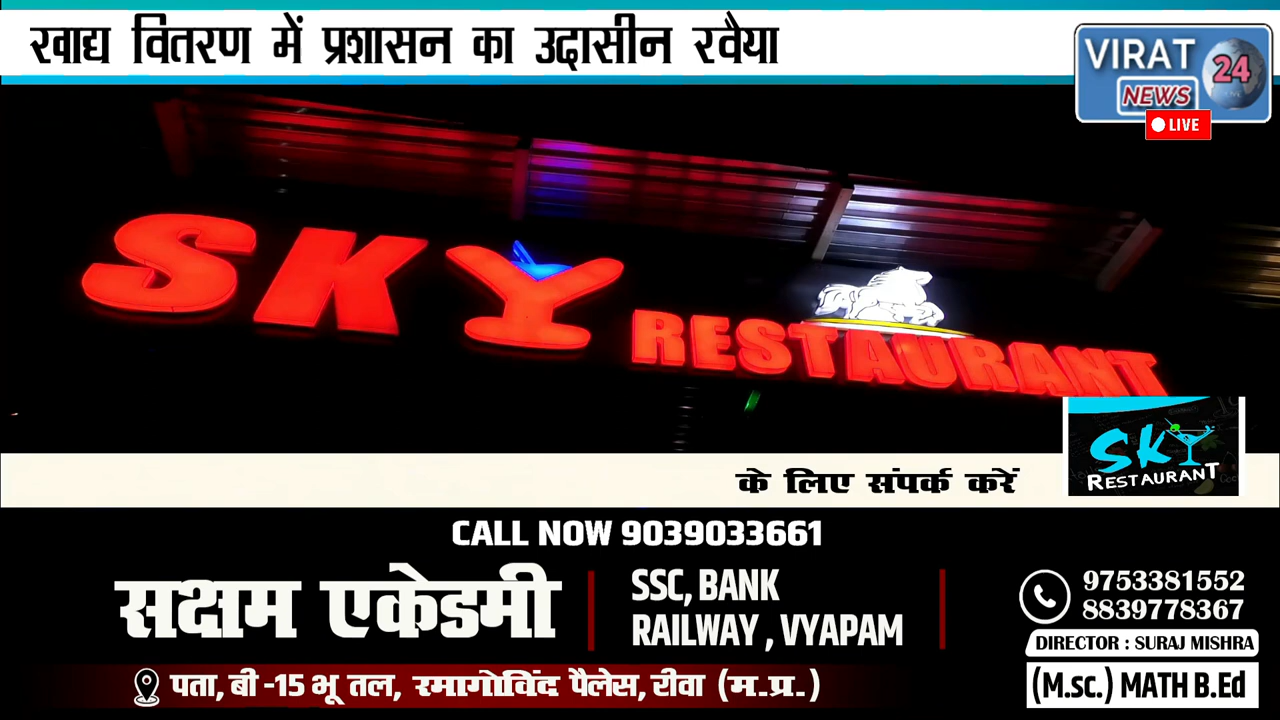 खाद्य वितरण में प्रशासन का उदासीन रवैया
VIRAT
NEWS
24
LIVE
SKY RESTAURANT
SKY
RESTAURANT
के लिए संपर्क करें
CALL NOW 9039033661
सक्षम एकेडमी
SSC, BANK
RAILWAY , VYAPAM
9753381552
8839778367
DIRECTOR : SURAJ MISHRA
(M.sc.) MATH B.Ed
पता, बी -15 भू तल, रमागोविंद पैलेस, रीवा (म.प्र.)